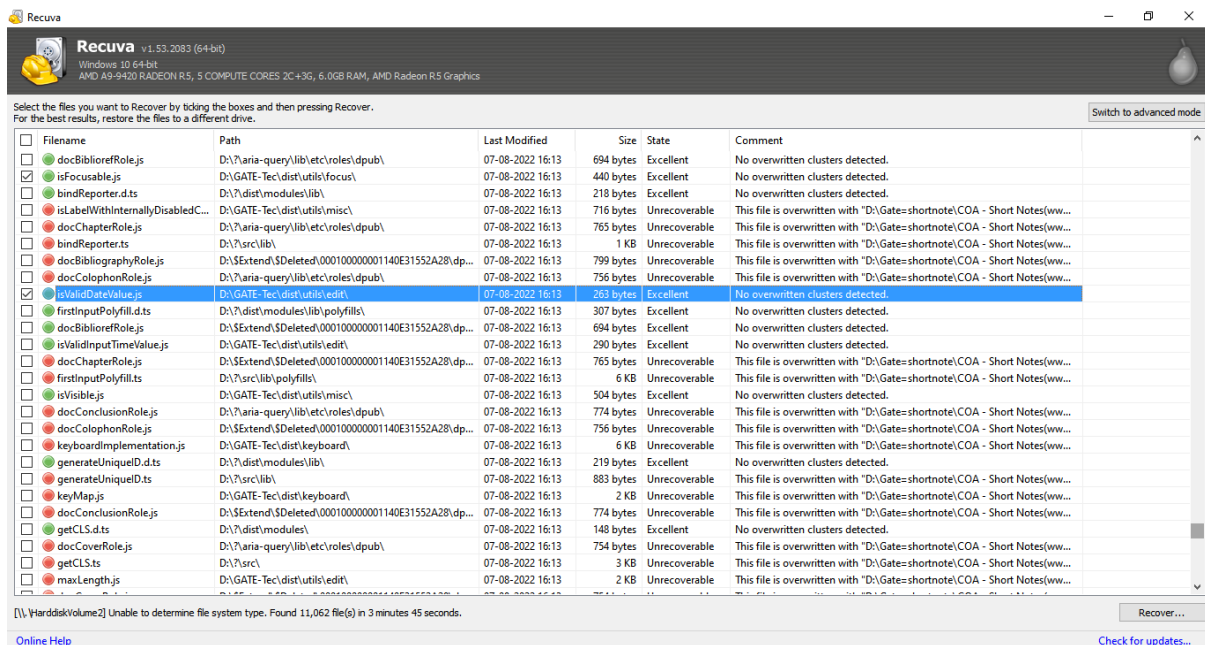 Recuva
Recuva v1.53.2083 (64-bit)
Windows 10 64-bit
AMD A9-9420 RADEON R5, 5 COMPUTE CORES 2C+3G, 6.0GB RAM, AMD Radeon R5 Graphics
Select the files you want to Recover by ticking the boxes and then pressing Recover.
For the best results, restore the files to a different drive.
Switch to advanced mode
Filename Path Last Modified Size State Comment
docBibliorefRole.js D:\?\aria-query\lib\etc\roles\dpub\ 07-08-2022 16:13 694 bytes Excellent No overwritten clusters detected.
isFocusable.js D:\GATE-Tec\dist\utils\focus\ 07-08-2022 16:13 440 bytes Excellent No overwritten clusters detected.
bindReporter.d.ts D:\?\dist\modules\lib\ 07-08-2022 16:13 218 bytes Excellent No overwritten clusters detected.
isLabelWithInternallyDisabledC... D:\GATE-Tec\dist\utils\misc\ 07-08-2022 16:13 716 bytes Unrecoverable This file is overwritten with "D:\Gate=shortnote\COA - Short Notes(ww...
docChapterRole.js D:\?\aria-query\lib\etc\roles\dpub\ 07-08-2022 16:13 765 bytes Unrecoverable This file is overwritten with "D:\Gate=shortnote\COA - Short Notes(ww...
bindReporter.ts D:\?\src\lib\ 07-08-2022 16:13 1 KB Unrecoverable This file is overwritten with "D:\Gate=shortnote\COA - Short Notes(ww...
docBibliographyRole.js D:\$Extend\$Deleted\000100000001140E31552A28\dp... 07-08-2022 16:13 799 bytes Unrecoverable This file is overwritten with "D:\Gate=shortnote\COA - Short Notes(ww...
docColophonRole.js D:\?\aria-query\lib\etc\roles\dpub\ 07-08-2022 16:13 756 bytes Unrecoverable This file is overwritten with "D:\Gate=shortnote\COA - Short Notes(ww...
isValidDateValue.js D:\GATE-Tec\dist\utils\edit\ 07-08-2022 16:13 263 bytes Excellent No overwritten clusters detected.
firstInputPolyfill.d.ts D:\?\dist\modules\lib\polyfills\ 07-08-2022 16:13 307 bytes Excellent No overwritten clusters detected.
docBibliorefRole.js D:\$Extend\$Deleted\000100000001140E31552A28\dp... 07-08-2022 16:13 694 bytes Excellent No overwritten clusters detected.
isValidInputTimeValue.js D:\GATE-Tec\dist\utils\edit\ 07-08-2022 16:13 290 bytes Excellent No overwritten clusters detected.
docChapterRole.js D:\$Extend\$Deleted\000100000001140E31552A28\dp... 07-08-2022 16:13 765 bytes Unrecoverable This file is overwritten with "D:\Gate=shortnote\COA - Short Notes(ww...
firstInputPolyfill.ts D:\?\src\lib\polyfills\ 07-08-2022 16:13 6 KB Unrecoverable This file is overwritten with "D:\Gate=shortnote\COA - Short Notes(ww...
isVisible.js D:\GATE-Tec\dist\utils\misc\ 07-08-2022 16:13 504 bytes Excellent No overwritten clusters detected.
docConclusionRole.js D:\?\aria-query\lib\etc\roles\dpub\ 07-08-2022 16:13 774 bytes Unrecoverable This file is overwritten with "D:\Gate=shortnote\COA - Short Notes(ww...
docColophonRole.js D:\$Extend\$Deleted\000100000001140E31552A28\dp... 07-08-2022 16:13 756 bytes Unrecoverable This file is overwritten with "D:\Gate=shortnote\COA - Short Notes(ww...
keyboardImplementation.js D:\GATE-Tec\dist\keyboard\ 07-08-2022 16:13 6 KB Unrecoverable This file is overwritten with "D:\Gate=shortnote\COA - Short Notes(ww...
generateUniqueID.d.ts D:\?\dist\modules\lib\ 07-08-2022 16:13 219 bytes Excellent No overwritten clusters detected.
generateUniqueID.ts D:\?\src\lib\ 07-08-2022 16:13 883 bytes Unrecoverable This file is overwritten with "D:\Gate=shortnote\COA - Short Notes(ww...
keyMap.js D:\GATE-Tec\dist\keyboard\ 07-08-2022 16:13 2 KB Unrecoverable This file is overwritten with "D:\Gate=shortnote\COA - Short Notes(ww...
docConclusionRole.js D:\$Extend\$Deleted\000100000001140E31552A28\dp... 07-08-2022 16:13 774 bytes Unrecoverable This file is overwritten with "D:\Gate=shortnote\COA - Short Notes(ww...
getCLS.d.ts D:\?\dist\modules\ 07-08-2022 16:13 148 bytes Excellent No overwritten clusters detected.
docCoverRole.js D:\?\aria-query\lib\etc\roles\dpub\ 07-08-2022 16:13 754 bytes Unrecoverable This file is overwritten with "D:\Gate=shortnote\COA - Short Notes(ww...
getCLS.ts D:\?\src\ 07-08-2022 16:13 3 KB Unrecoverable This file is overwritten with "D:\Gate=shortnote\COA - Short Notes(ww...
maxLength.js D:\GATE-Tec\dist\utils\edit\ 07-08-2022 16:13 2 KB Unrecoverable This file is overwritten with "D:\Gate=shortnote\COA - Short Notes(ww...
[\\. \HarddiskVolume2] Unable to determine file system type. Found 11,062 file(s) in 3 minutes 45 seconds.
Recover...
Online Help
Check for updates...